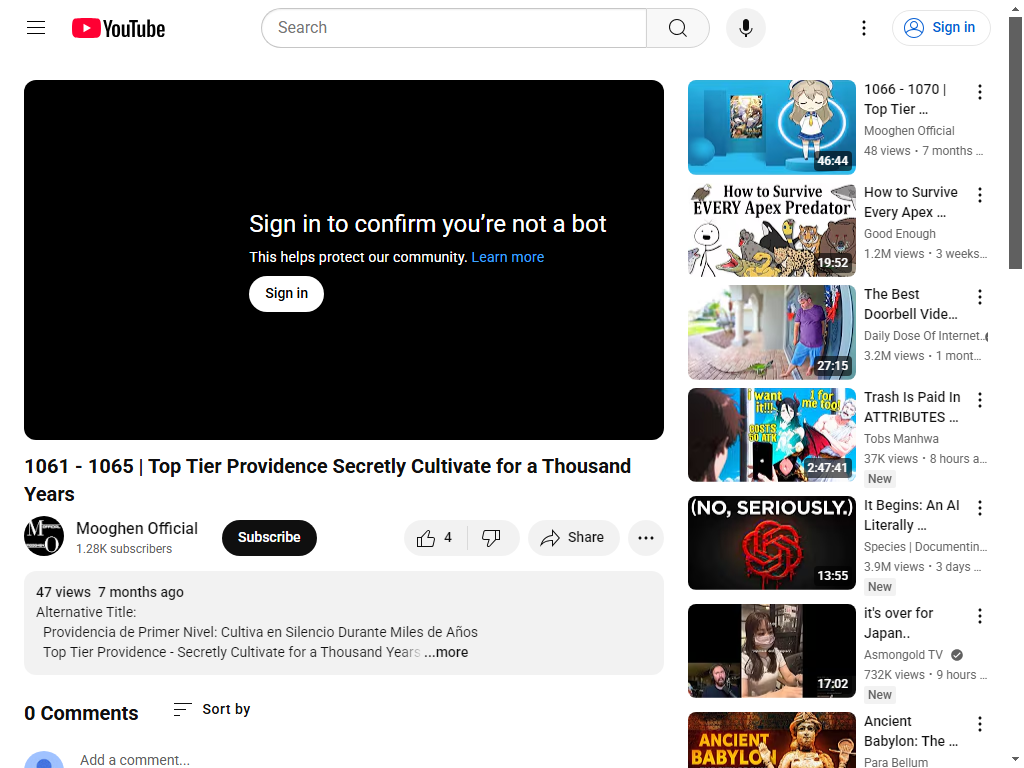 YouTube
Search
Sign in
Sign in to confirm you're not a bot
This helps protect our community. Learn more
Sign in
1061 - 1065 | Top Tier Providence Secretly Cultivate for a Thousand
Years
Mooghen Official
1.28K subscribers
Subscribe
4
Share
47 views 7 months ago
Alternative Title:
Providencia de Primer Nivel: Cultiva en Silencio Durante Miles de Años
Top Tier Providence - Secretly Cultivate for a Thousand Years ...more
0 Comments
Sort by
Add a comment...
46:44
1066 - 1070 |
Top Tier ...
Mooghen Official
48 views • 7 months ...
How to Survive
EVERY Apex Predator
19:52
How to Survive
Every Apex ...
Good Enough
1.2M views • 3 weeks...
27:15
The Best
Doorbell Vide...
Daily Dose Of Internet...
3.2M views • 1 mont...
i want
it!!!
1 for
me too!
COSTS
50 ATK
2:47:41
Trash Is Paid In
ATTRIBUTES ...
Tobs Manhwa
37K views • 8 hours a...
New
(NO, SERIOUSLY.)
13:55
It Begins: An AI
Literally ...
Species | Documentin...
3.9M views • 3 days ...
New
17:02
it's over for
Japan..
Asmongold TV
732K views • 9 hours ...
New
ANCIENT
BABYLON
Ancient
Babylon: The ...
Para Bellum